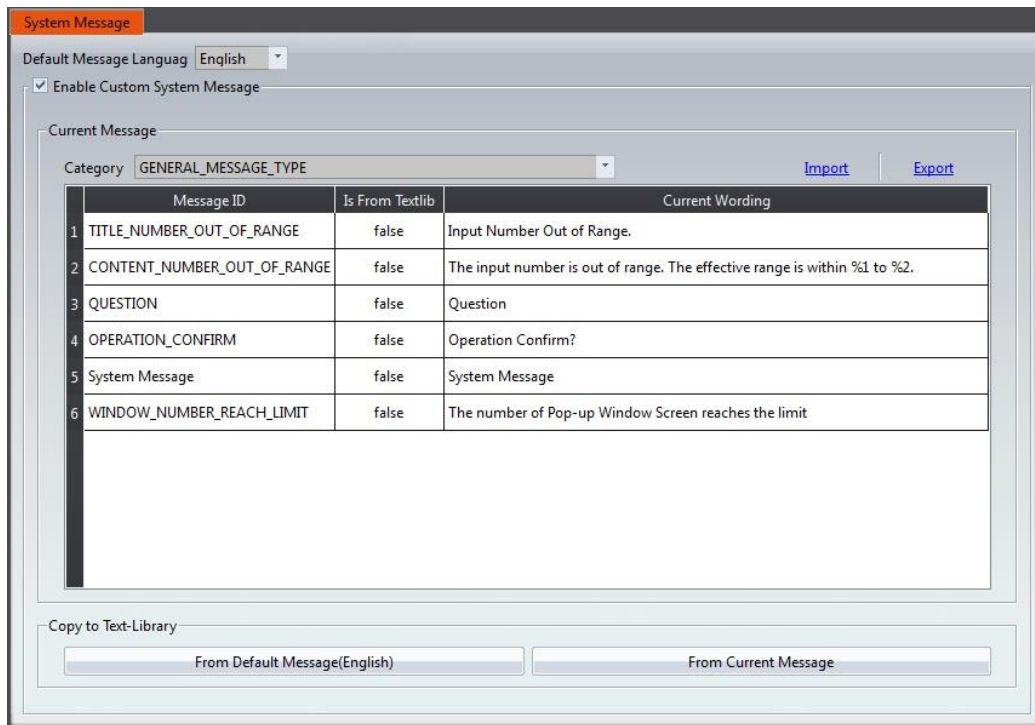 System Message
Default Message Languag English
Enable Custom System Message
Current Message
Category GENERAL_MESSAGE_TYPE Import Export
Message ID Is From Textlib Current Wording
1 TITLE_NUMBER_OUT_OF_RANGE false Input Number Out of Range.
2 CONTENT_NUMBER_OUT_OF_RANGE false The input number is out of range. The effective range is within %1 to %2.
3 QUESTION false Question
4 OPERATION_CONFIRM false Operation Confirm?
5 System Message false System Message
6 WINDOW_NUMBER_REACH_LIMIT false The number of Pop-up Window Screen reaches the limit
Copy to Text-Library
From Default Message(English) From Current Message